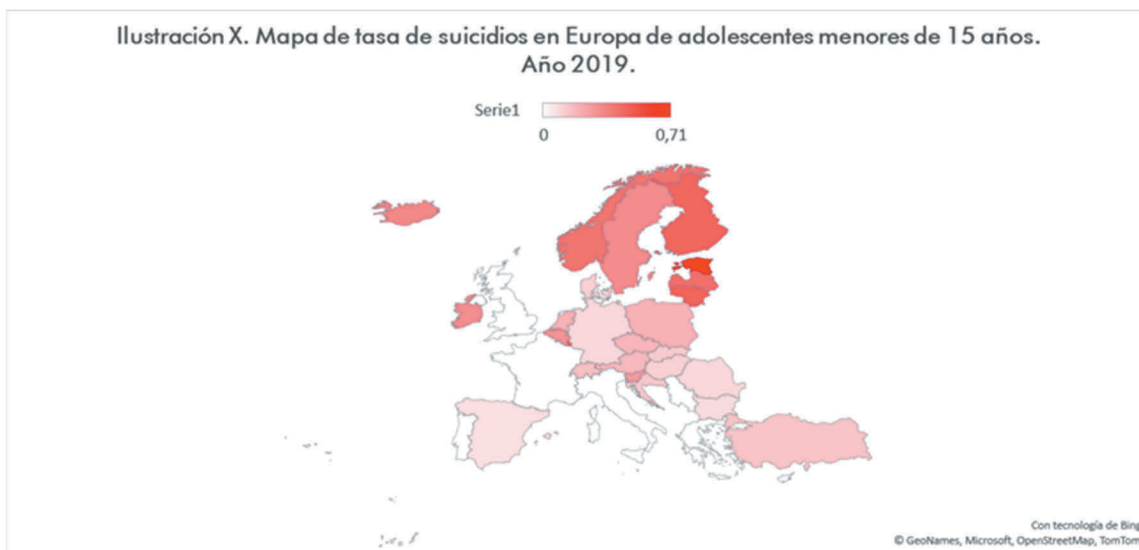 Ilustración X. Mapa de tasa de suicidios en Europa de adolescentes menores de 15 años.
Año 2019.
Serie1
0
0,71
Con tecnología de Bing
© GeoNames, Microsoft, OpenStreetMap, TomTom